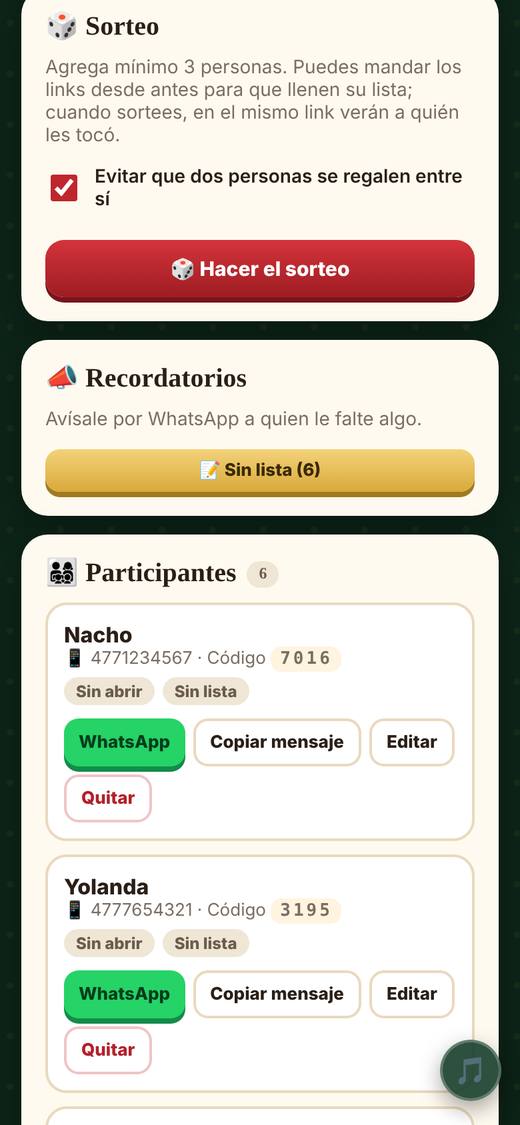 Sorteo
Agrega mínimo 3 personas. Puedes mandar los
links desde antes para que llenen su lista;
cuando sortees, en el mismo link verán a quién
les tocó.
Evitar que dos personas se regalen entre
sí
Hacer el sorteo
Recordatorios
Avísale por WhatsApp a quien le falte algo.
Sin lista (6)
Participantes 6
Nacho
4771234567 · Código 7016
Sin abrir Sin lista
WhatsApp Copiar mensaje Editar
Quitar
Yolanda
4777654321 · Código 3195
Sin abrir Sin lista
WhatsApp Copiar mensaje Editar
Quitar